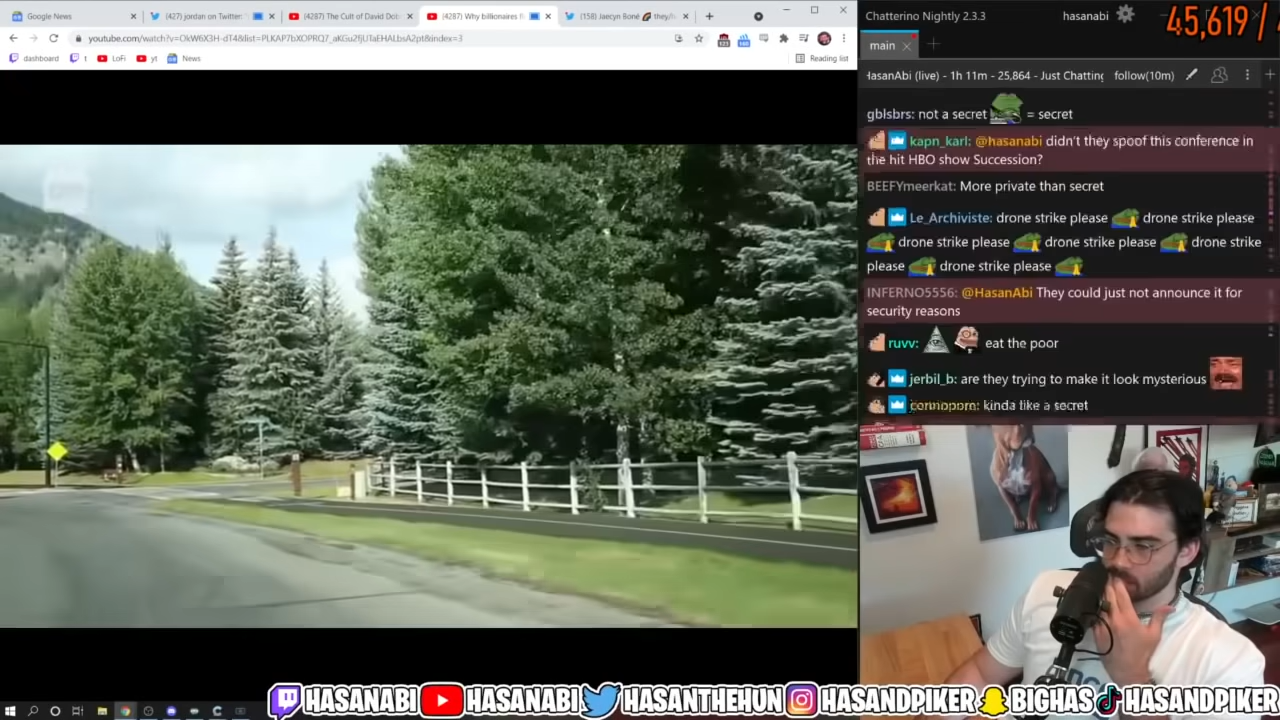 Google News
(427) jordan on Twitter:
(4287) The Cult of David Dob
(4287) Why billionaires fl
(158) Jaecyn Boné they/
youtube.com/watch?v=OkW6X3H-dT4&list=PLKAP7bXOPRQ7_aKGu2fjUTaEHALbsA2pt&index=3
dashboard
t
LoFi
yt
News
Reading list
Chatterino Nightly 2.3.3
hasanabi
45,619 /
main
HasanAbi (live) - 1h 11m - 25,864 - Just Chatting
follow(10m)
gblsbrs: not a secret = secret
kapn_karl: @hasanabi didn't they spoof this conference in
the hit HBO show Succession?
BEEFYmeerkat: More private than secret
Le_Archiviste: drone strike please drone strike please
drone strike please drone strike please drone strike
please drone strike please
INFERNO5556: @HasanAbi They could just not announce it for
security reasons
ruvv: eat the poor
jerbil_b: are they trying to make it look mysterious
kinda like a secret
HASANABI HASANABI HASANTHEHUN HASANDPIKER BIGHAS HASANDPIKER